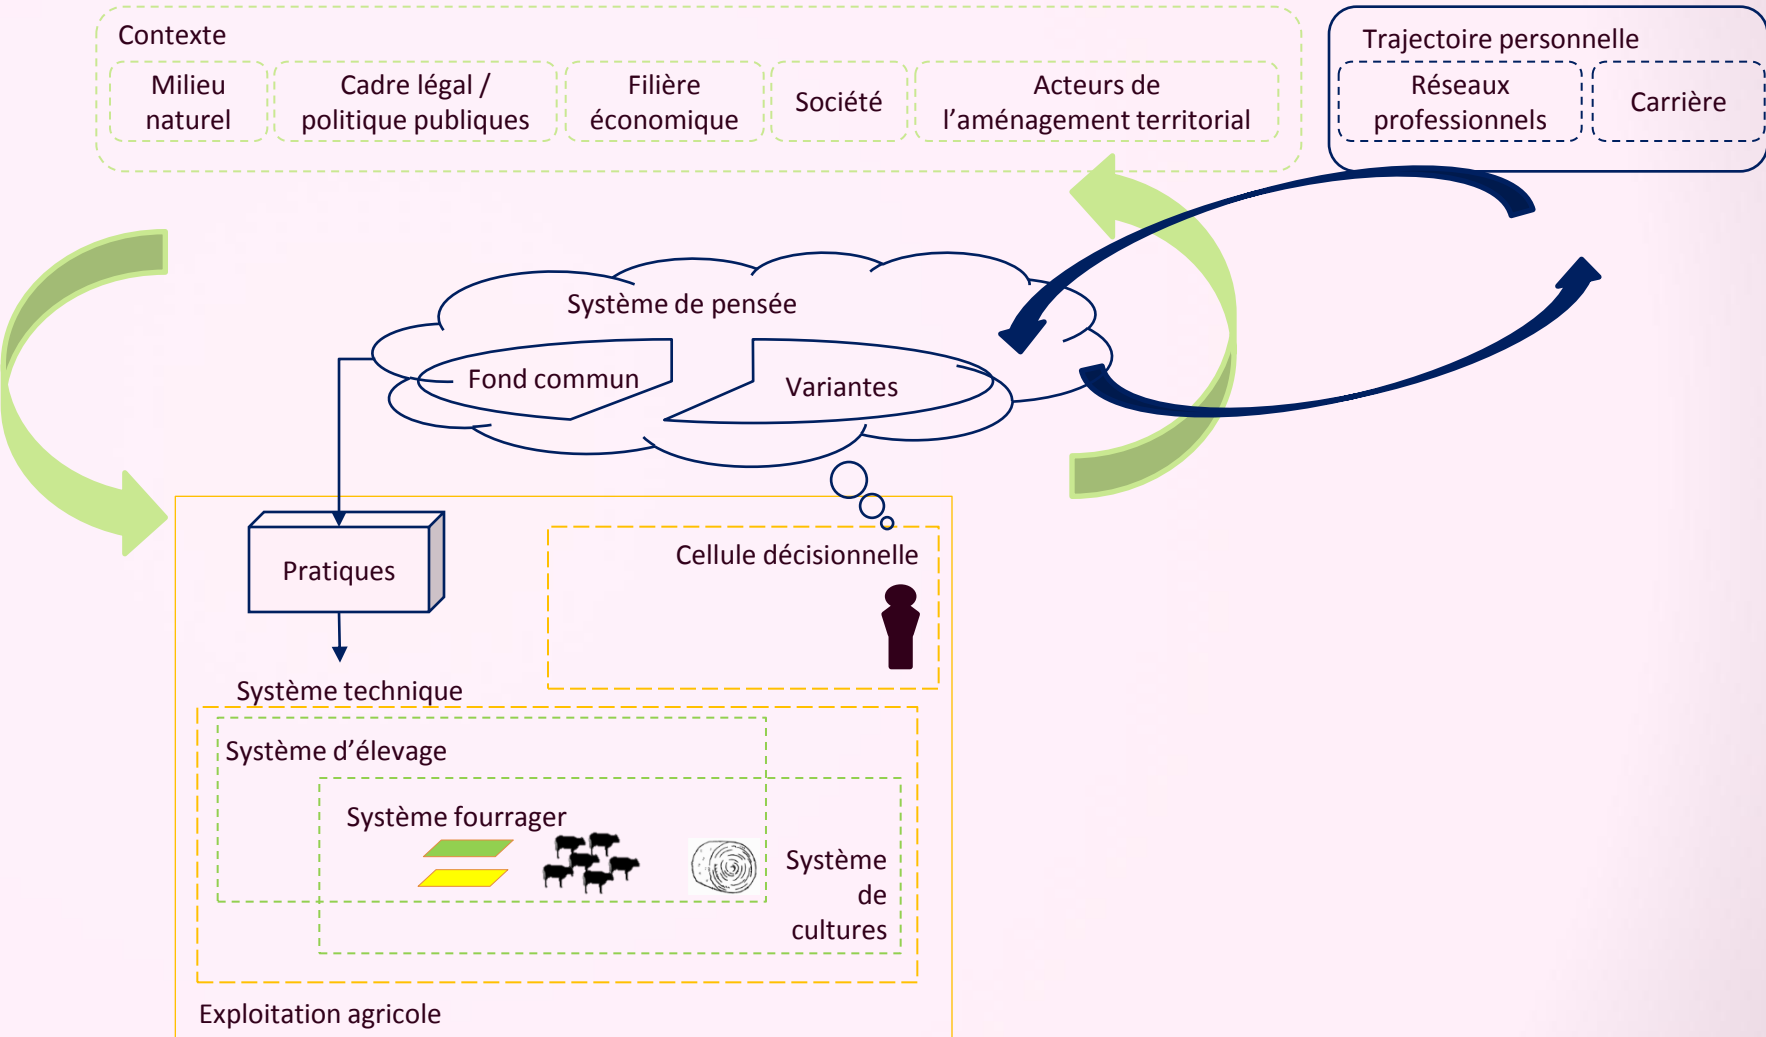 Contexte
Milieu
naturel
Cadre légal /
politique publiques
Filière
économique
Société
Acteurs de
l'aménagement territorial
Trajectoire personnelle
Réseaux
professionnels
Carrière
Système de pensée
Fond commun
Variantes
Pratiques
Cellule décisionnelle
Système technique
Système d'élevage
Système fourrager
Système
de
cultures
Exploitation agricole